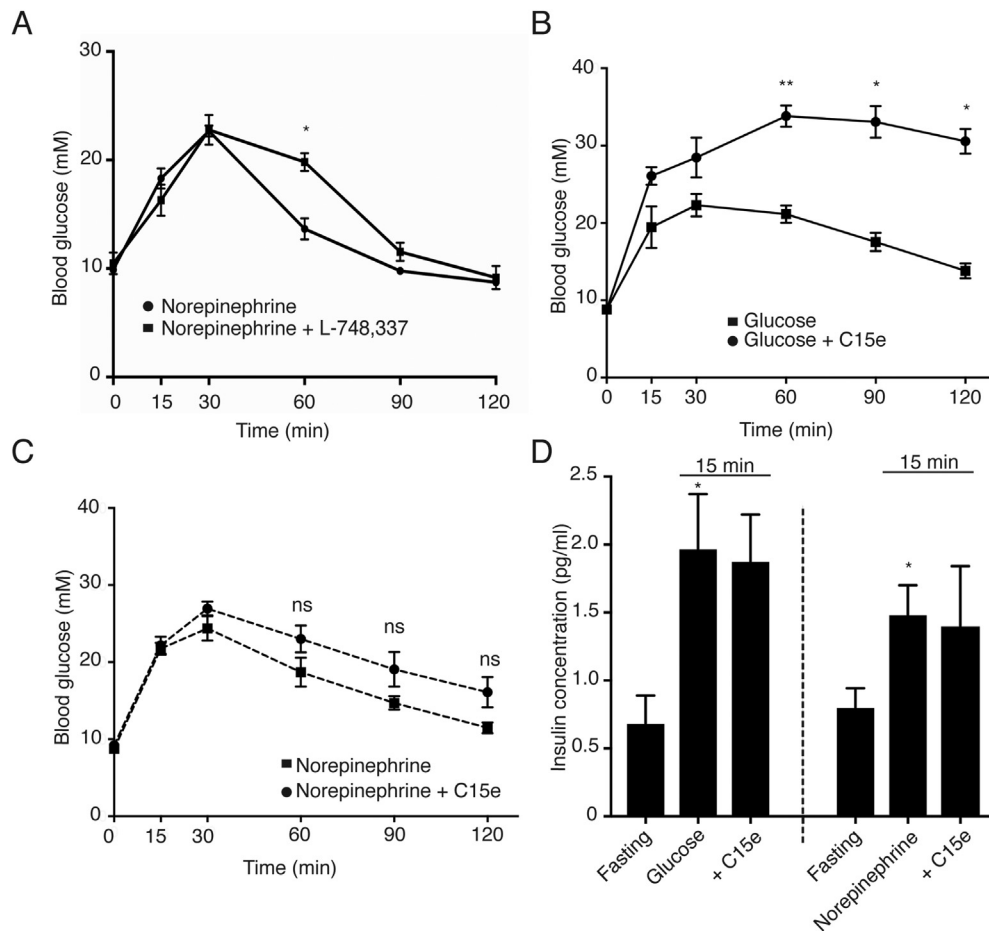 A
30
20
10
0
Blood glucose (mM)
*
Norepinephrine
Norepinephrine + L-748,337
0 15 30 60 90 120
Time (min)
B
40
30
20
10
0
Blood glucose (mM)
** * *
Glucose
Glucose + C15e
0 15 30 60 90 120
Time (min)
C
40
30
20
10
0
Blood glucose (mM)
ns ns ns
Norepinephrine
Norepinephrine + C15e
0 15 30 60 90 120
Time (min)
D
15 min 15 min
2.5
2.0
1.5
1.0
0.5
0
Insulin concentration (pg/ml)
* *
Fasting
Glucose
+ C15e
Fasting
Norepinephrine
+ C15e